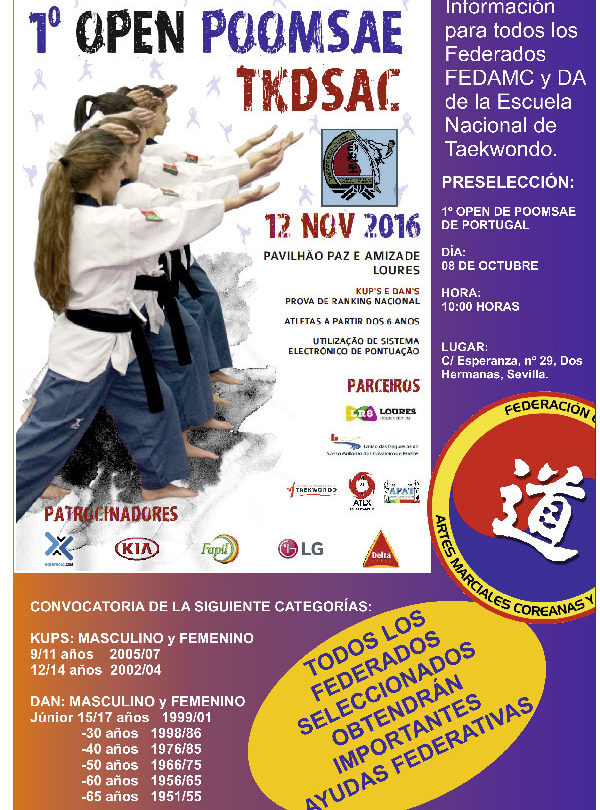 1º OPEN POOMSAE
TKDSAC
12 NOV 2016
PAVILHÃO PAZ E AMIZADE
LOURES
KUP'S E DAN'S
PROVA DE RANKING NACIONAL
ATLETAS A PARTIR DOS 6 ANOS
UTILIZAÇÃO DE SISTEMA
ELECTRÓNICO DE PONTUAÇÃO
PARCEIROS
LRS LOURES
TAEKWONDO
ATLX
APAT
PATROCINADORES
KIA
Fapil
LG
Delta
Información
para todos los
Federados
FEDAMC y DA
de la Escuela
Nacional de
Taekwondo.
PRESELECCIÓN:
1º OPEN DE POOMSAE
DE PORTUGAL
DÍA:
08 DE OCTUBRE
HORA:
10:00 HORAS
LUGAR:
C/ Esperanza, nº 29, Dos
Hermanas, Sevilla.
FEDERACIÓN
道
ARTES MARCIALES COREANAS Y
CONVOCATORIA DE LA SIGUIENTE CATEGORÍAS:
KUPS: MASCULINO y FEMENINO
9/11 años 2005/07
12/14 años 2002/04
DAN: MASCULINO y FEMENINO
Júnior 15/17 años 1999/01
-30 años 1998/86
-40 años 1976/85
-50 años 1966/75
-60 años 1956/65
-65 años 1951/55
TODOS LOS
FEDERADOS
SELECCIONADOS
OBTENDRÁN
IMPORTANTES
AYUDAS FEDERATIVAS